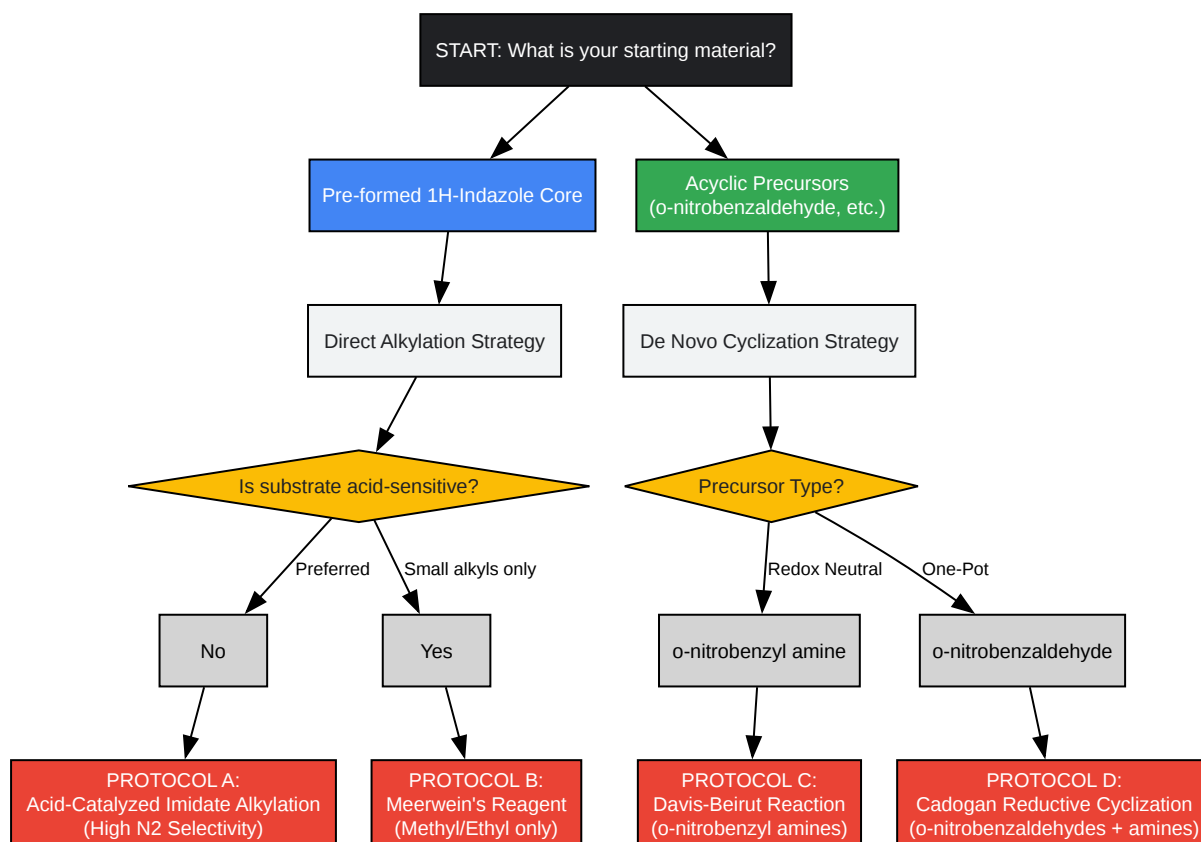 START: What is your starting material?
Pre-formed 1H-Indazole Core
Acyclic Precursors
(o-nitrobenzaldehyde, etc.)
Direct Alkylation Strategy
De Novo Cyclization Strategy
Is substrate acid-sensitive?
Precursor Type?
Preferred
Small alkyls only
Redox Neutral
One-Pot
No
Yes
o-nitrobenzyl amine
o-nitrobenzaldehyde
PROTOCOL A:
Acid-Catalyzed Imidate Alkylation
(High N2 Selectivity)
PROTOCOL B:
Meerwein's Reagent
(Methyl/Ethyl only)
PROTOCOL C:
Davis-Beirut Reaction
(o-nitrobenzyl amines)
PROTOCOL D:
Cadogan Reductive Cyclization
(o-nitrobenzaldehydes + amines)